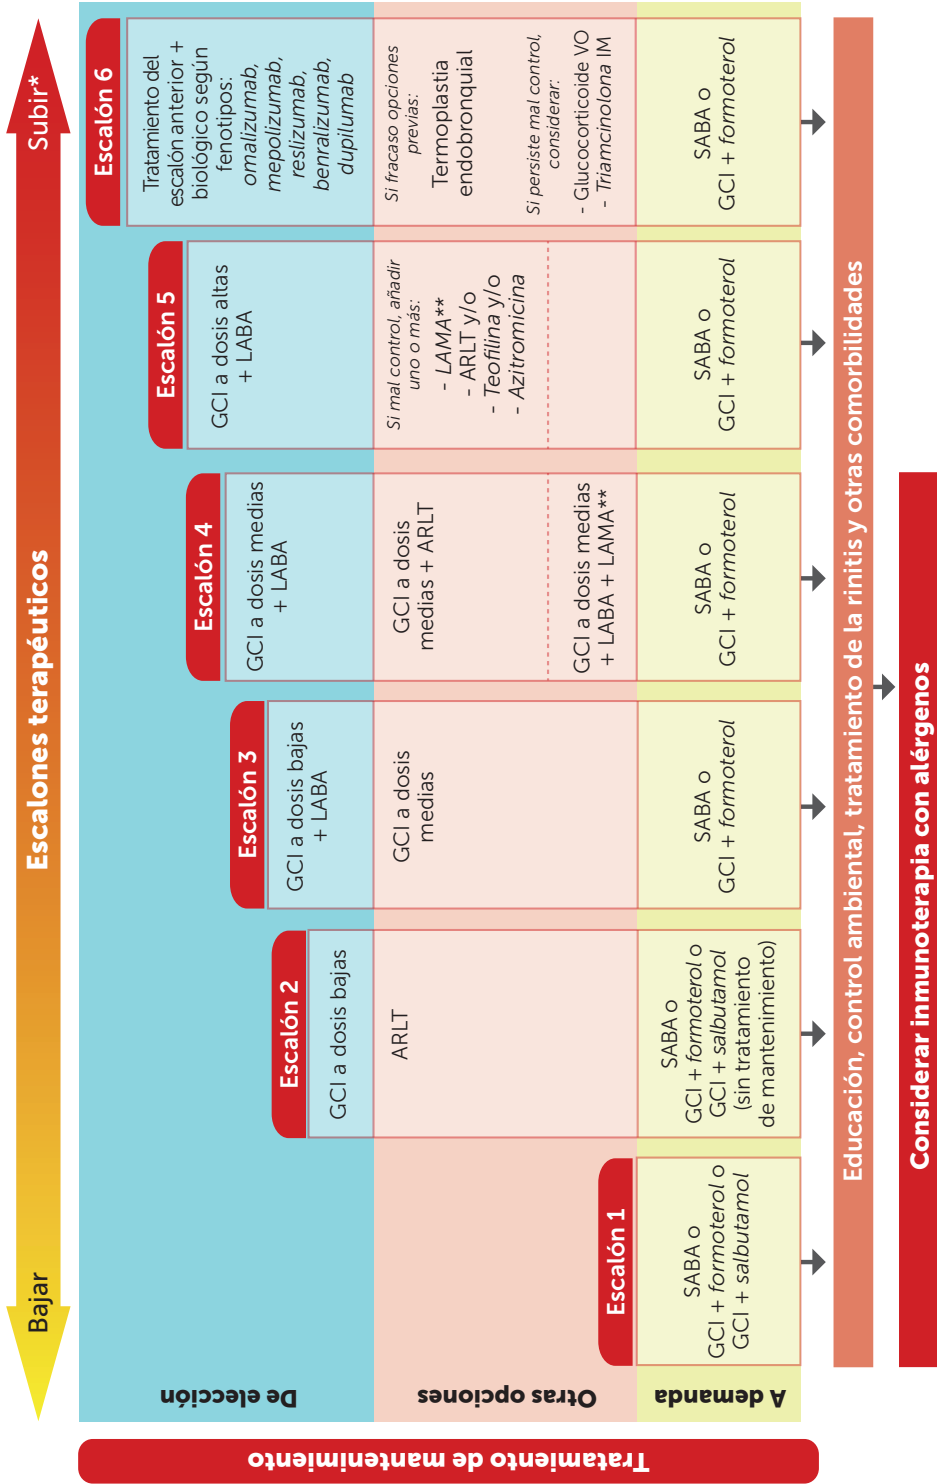 Bajar
Escalones terapéuticos
Subir*
Tratamiento de mantenimiento
De elección
Otras opciones
A demanda
Escalón 1
SABA o
GCI + formoterol o
GCI + salbutamol
Escalón 2
GCI a dosis bajas
ARLT
SABA o
GCI + formoterol o
GCI + salbutamol
(sin tratamiento
de mantenimiento)
Escalón 3
GCI a dosis bajas
+ LABA
GCI a dosis
medias
SABA o
GCI + formoterol
Escalón 4
GCI a dosis medias
+ LABA
GCI a dosis
medias + ARLT
GCI a dosis medias
+ LABA + LAMA**
SABA o
GCI + formoterol
Escalón 5
GCI a dosis altas
+ LABA
Si mal control, añadir
uno o más:
- LAMA**
- ARLT y/o
- Teofilina y/o
- Azitromicina
SABA o
GCI + formoterol
Escalón 6
Tratamiento del
escalón anterior +
biológico según
fenotipos:
omalizumab,
mepolizumab,
reslizumab,
benralizumab,
dupilumab
Si fracaso opciones
previas:
Termoplastia
endobronquial
Si persiste mal control,
considerar:
- Glucocorticoide VO
- Triamcinolona IM
SABA o
GCI + formoterol
Educación, control ambiental, tratamiento de la rinitis y otras comorbilidades
Considerar inmunoterapia con alérgenos